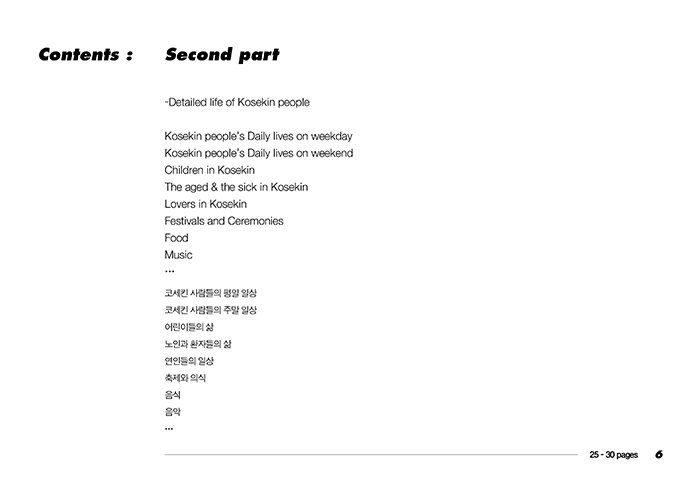 Contents : Second part
-Detailed life of Kosekin people
Kosekin people's Daily lives on weekday
Kosekin people's Daily lives on weekend
Children in Kosekin
The aged & the sick in Kosekin
Lovers in Kosekin
Festivals and Ceremonies
Food
Music
...
코세킨 사람들의 평일 일상
코세킨 사람들의 주말 일상
어린이들의 삶
노인과 환자들의 삶
연인들의 일상
축제와 의식
음식
음악
...
25 - 30 pages 6